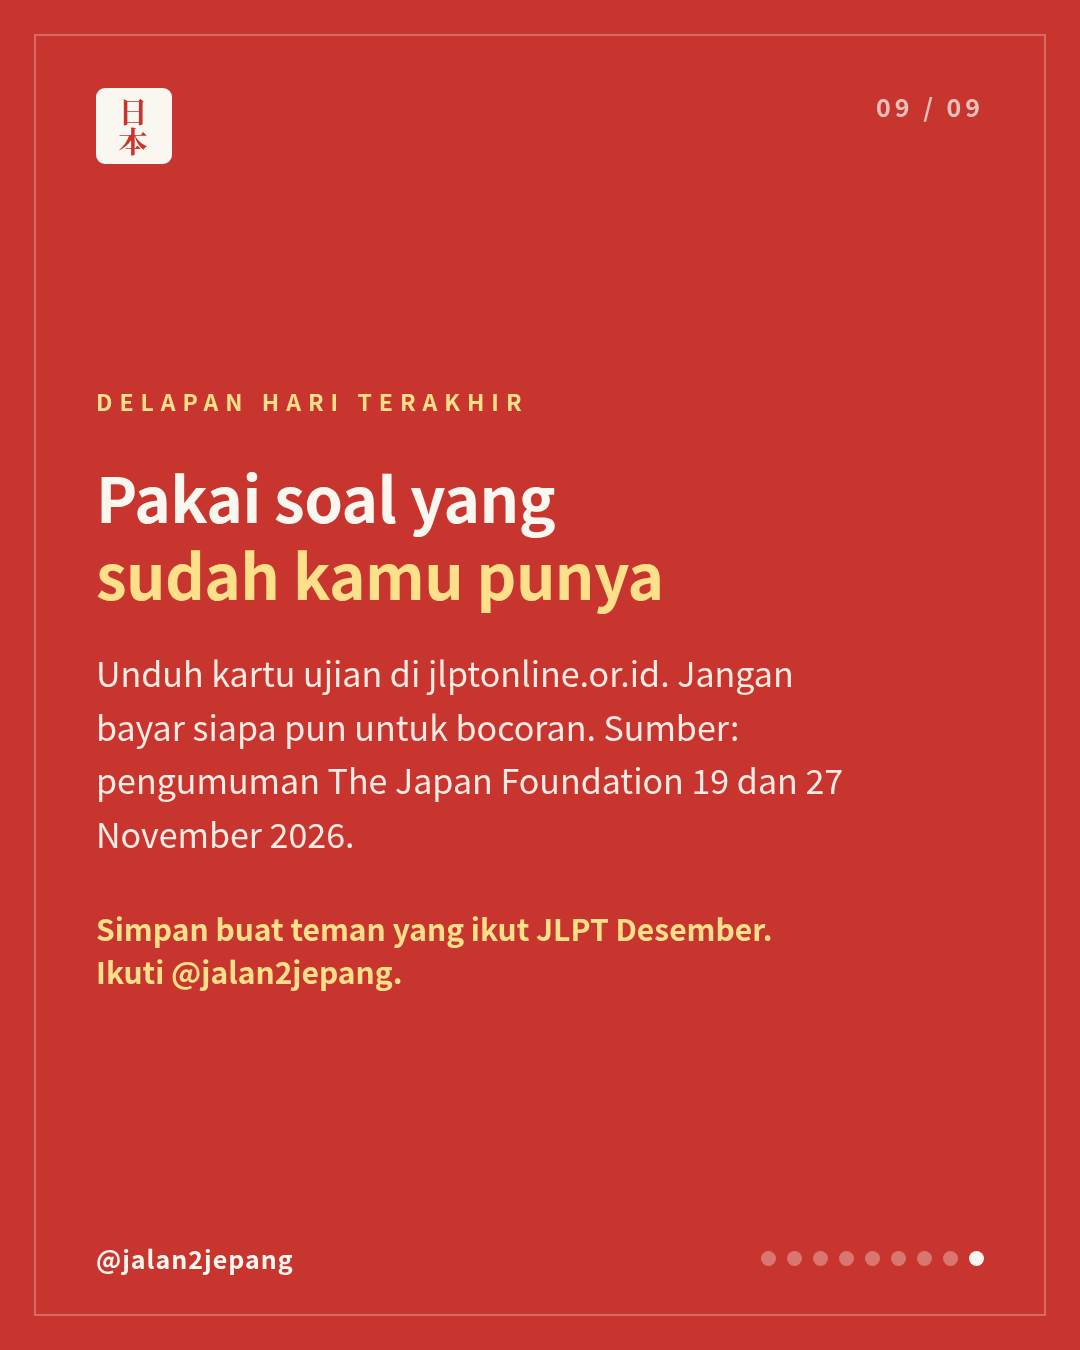 日本
09 / 09
DELAPAN HARI TERAKHIR
Pakai soal yang
sudah kamu punya
Unduh kartu ujian di jlptonline.or.id. Jangan
bayar siapa pun untuk bocoran. Sumber:
pengumuman The Japan Foundation 19 dan 27
November 2026.
Simpan buat teman yang ikut JLPT Desember.
Ikuti @jalan2jepang.
@jalan2jepang